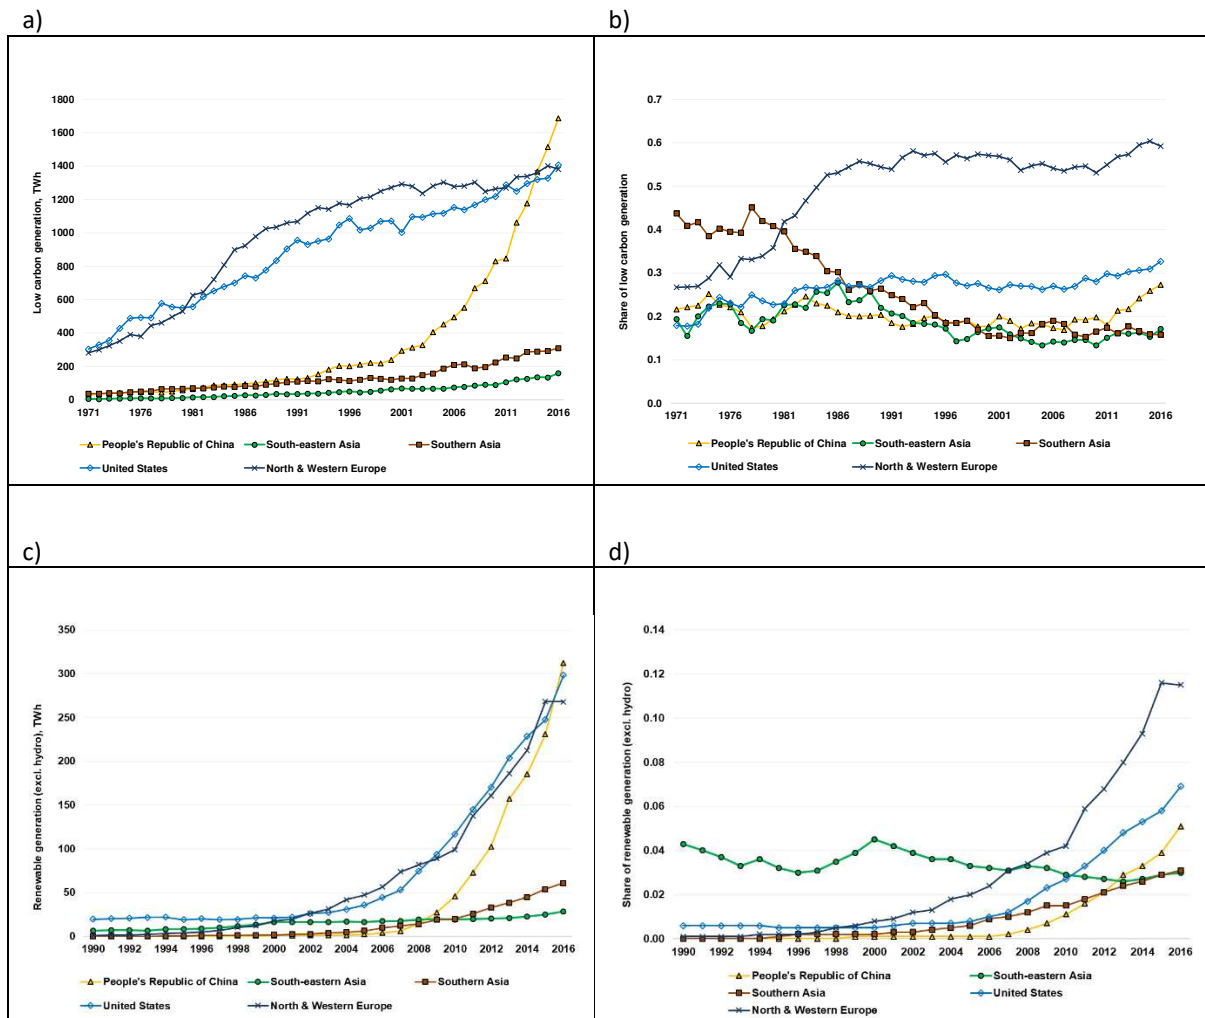 a)
b)
Low carbon generation, TWh
1800
1600
1400
1200
1000
800
600
400
200
0
1971 1976 1981 1986 1991 1996 2001 2006 2011 2016
People's Republic of China South-eastern Asia Southern Asia
United States North & Western Europe
Share of low carbon generation
0.7
0.6
0.5
0.4
0.3
0.2
0.1
0.0
1971 1976 1981 1986 1991 1996 2001 2006 2011 2016
People's Republic of China South-eastern Asia Southern Asia
United States North & Western Europe
c)
d)
Renewable generation (excl. hydro), TWh
350
300
250
200
150
100
50
0
1990 1992 1994 1996 1998 2000 2002 2004 2006 2008 2010 2012 2014 2016
People's Republic of China South-eastern Asia Southern Asia
United States North & Western Europe
Share of renewable generation (excl. hydro)
0.14
0.12
0.10
0.08
0.06
0.04
0.02
0.00
1990 1992 1994 1996 1998 2000 2002 2004 2006 2008 2010 2012 2014 2016
People's Republic of China South-eastern Asia
Southern Asia United States
North & Western Europe